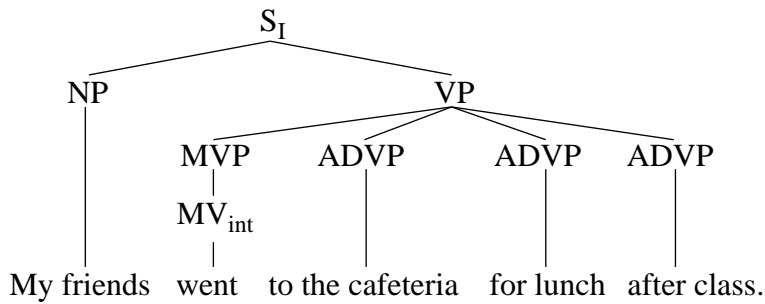 S_I
NP VP
MVP ADVP ADVP ADVP
MV_int
My friends went to the cafeteria for lunch after class.